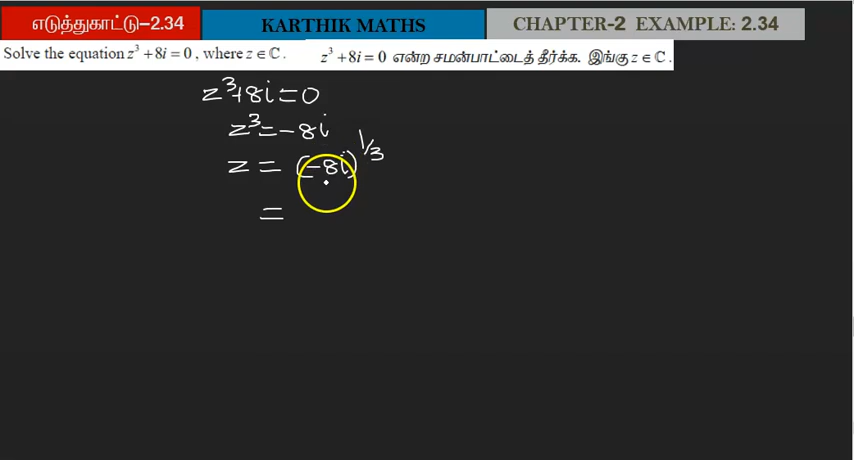 எடுத்துகாட்டு–2.34 KARTHIK MATHS CHAPTER-2 EXAMPLE: 2.34
Solve the equation z³ + 8i = 0 , where z ∈ ℂ . z³ + 8i = 0 என்ற சமன்பாட்டைத் தீர்க்க. இங்கு z ∈ ℂ .
z³+8i=0
z³=-8i
z = (-8i)^1/3
=